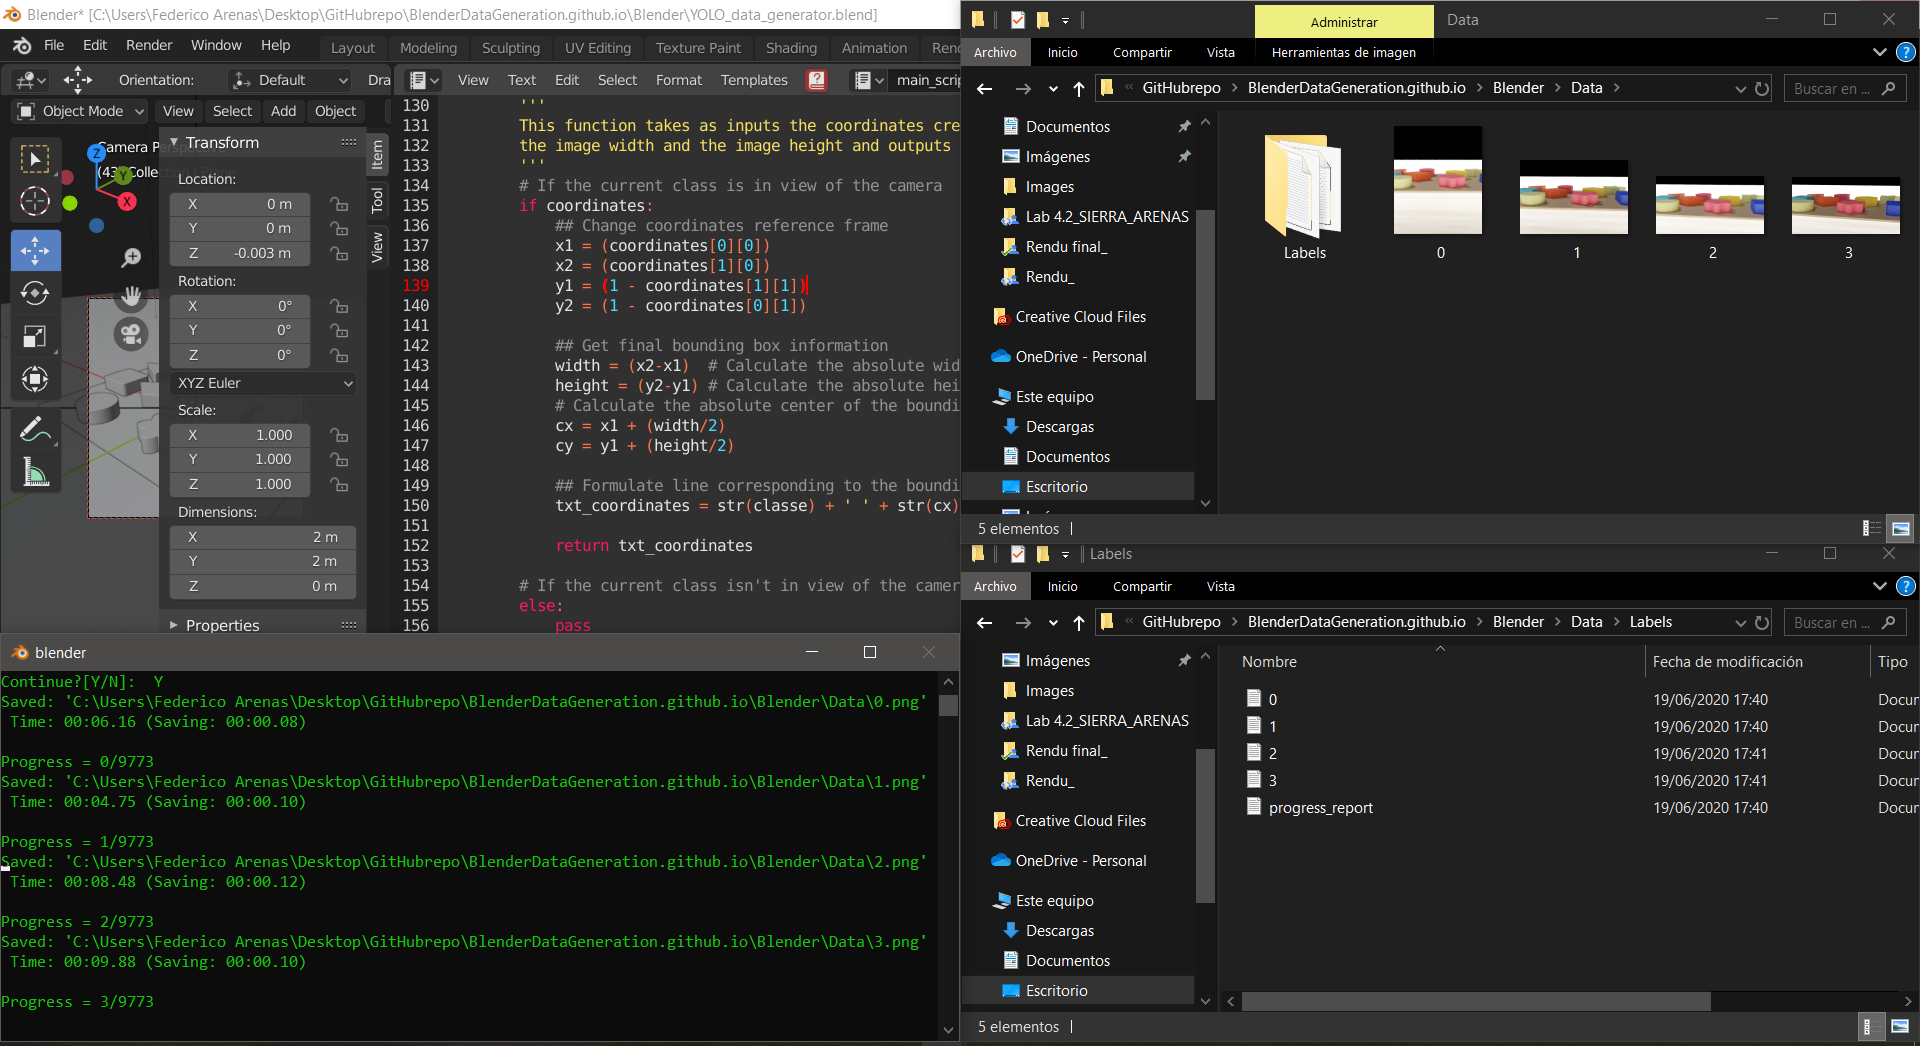 Blender* [C:\Users\Federico Arenas\Desktop\GitHubrepo\BlenderDataGeneration.github.io\Blender\YOLO_data_generator.blend]
File Edit Render Window Help Layout Modeling Sculpting UV Editing Texture Paint Shading Animation Ren
Orientation: Default Dra
Object Mode View Select Add Object
Camera Pe
(43) Collec
Z
Y
X
Transform
Item
Tool
View
Location:
X 0 m
Y 0 m
Z -0.003 m
Rotation:
X 0°
Y 0°
Z 0°
XYZ Euler
Scale:
X 1.000
Y 1.000
Z 1.000
Dimensions:
X 2 m
Y 2 m
Z 0 m
Properties
View Text Edit Select Format Templates main_scrip
130 '''
131 This function takes as inputs the coordinates cre
132 the image width and the image height and outputs
133 '''
134 # If the current class is in view of the camera
135 if coordinates:
136 ## Change coordinates reference frame
137 x1 = (coordinates[0][0])
138 x2 = (coordinates[1][0])
139 y1 = (1 - coordinates[1][1])
140 y2 = (1 - coordinates[0][1])
141
142 ## Get final bounding box information
143 width = (x2-x1)  # Calculate the absolute wid
144 height = (y2-y1) # Calculate the absolute hei
145 # Calculate the absolute center of the boundi
146 cx = x1 + (width/2)
147 cy = y1 + (height/2)
148
149 ## Formulate line corresponding to the boundi
150 txt_coordinates = str(classe) + ' ' + str(cx)
151
152 return txt_coordinates
153
154 # If the current class isn't in view of the camer
155 else:
156 pass
blender
Continue?[Y/N]:  Y
Saved: 'C:\Users\Federico Arenas\Desktop\GitHubrepo\BlenderDataGeneration.github.io\Blender\Data\0.png'
Time: 00:06.16 (Saving: 00:00.08)
Progress = 0/9773
Saved: 'C:\Users\Federico Arenas\Desktop\GitHubrepo\BlenderDataGeneration.github.io\Blender\Data\1.png'
Time: 00:04.75 (Saving: 00:00.10)
Progress = 1/9773
Saved: 'C:\Users\Federico Arenas\Desktop\GitHubrepo\BlenderDataGeneration.github.io\Blender\Data\2.png'
Time: 00:08.48 (Saving: 00:00.12)
Progress = 2/9773
Saved: 'C:\Users\Federico Arenas\Desktop\GitHubrepo\BlenderDataGeneration.github.io\Blender\Data\3.png'
Time: 00:09.88 (Saving: 00:00.10)
Progress = 3/9773
Administrar Data
Archivo Inicio Compartir Vista Herramientas de imagen
« GitHubrepo > BlenderDataGeneration.github.io > Blender > Data > Buscar en ...
Documentos
Imágenes
Images
Lab 4.2_SIERRA_ARENAS
Rendu final_
Rendu_
Creative Cloud Files
OneDrive - Personal
Este equipo
Descargas
Documentos
Escritorio
Labels 0 1 2 3
5 elementos
Labels
Archivo Inicio Compartir Vista
« GitHubrepo > BlenderDataGeneration.github.io > Blender > Data > Labels Buscar en ...
Imágenes
Images
Lab 4.2_SIERRA_ARENAS
Rendu final_
Rendu_
Creative Cloud Files
OneDrive - Personal
Este equipo
Descargas
Documentos
Escritorio
Nombre Fecha de modificación Tipo
0 19/06/2020 17:40 Docur
1 19/06/2020 17:40 Docur
2 19/06/2020 17:41 Docur
3 19/06/2020 17:41 Docur
progress_report 19/06/2020 17:40 Docur
5 elementos